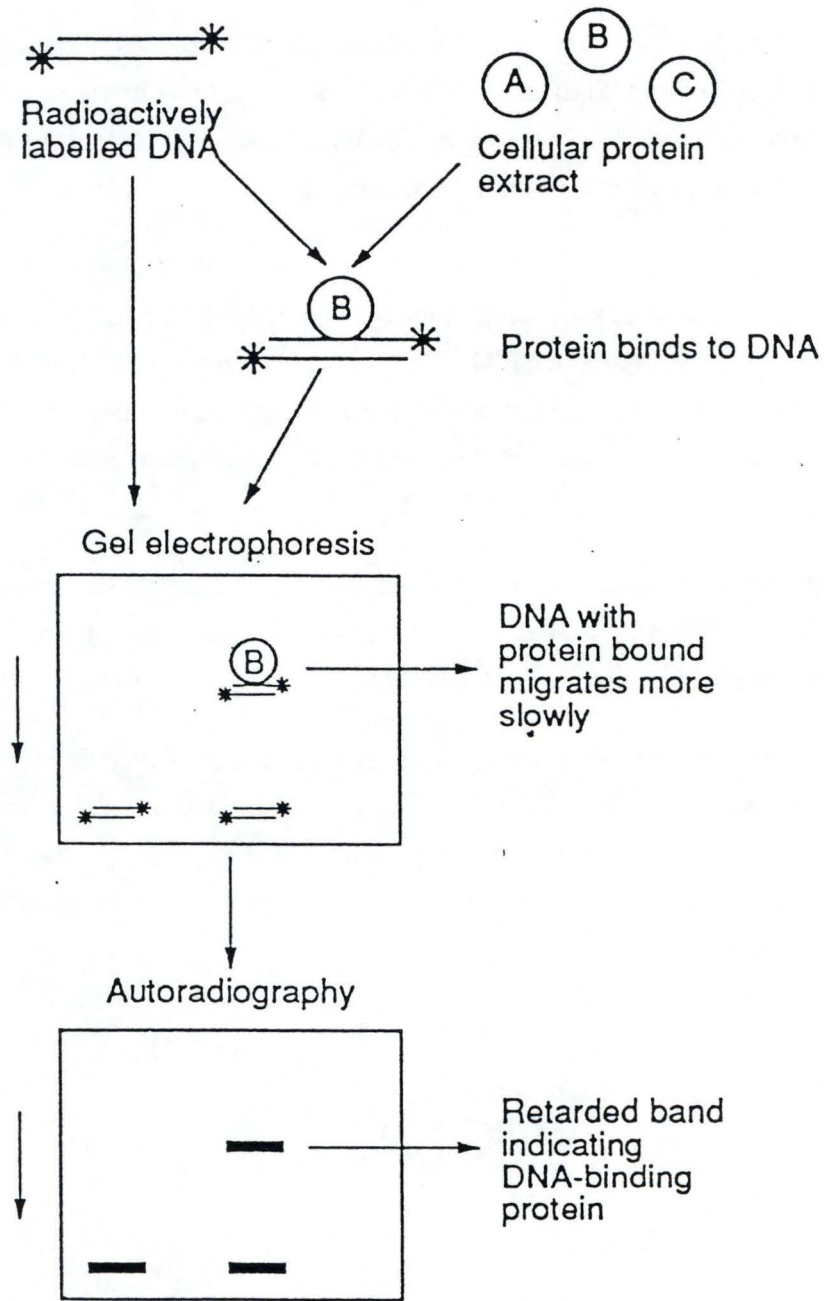 B
A
C
Radioactively
labelled DNA
Cellular protein
extract
B
Protein binds to DNA
Gel electrophoresis
B
DNA with
protein bound
migrates more
slowly
Autoradiography
Retarded band
indicating
DNA-binding
protein